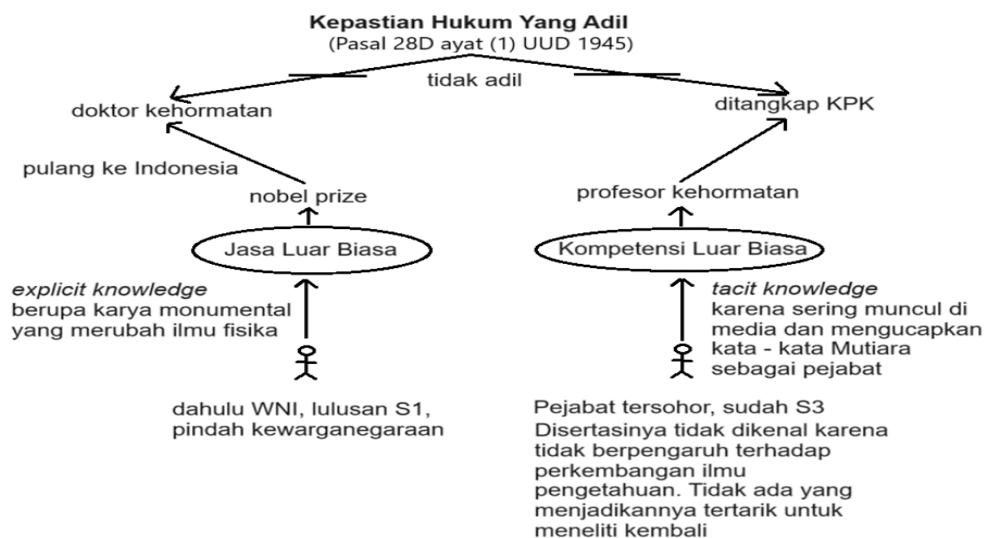 Kepastian Hukum Yang Adil
(Pasal 28D ayat (1) UUD 1945)
tidak adil
doktor kehormatan
pulang ke Indonesia
nobel prize
Jasa Luar Biasa
explicit knowledge
berupa karya monumental
yang merubah ilmu fisika
dahulu WNI, lulusan S1,
pindah kewarganegaraan
ditangkap KPK
profesor kehormatan
Kompetensi Luar Biasa
tacit knowledge
karena sering muncul di
media dan mengucapkan
kata - kata Mutiara
sebagai pejabat
Pejabat tersohor, sudah S3
Disertasinya tidak dikenal karena
tidak berpengaruh terhadap
perkembangan ilmu
pengetahuan. Tidak ada yang
menjadikannya tertarik untuk
meneliti kembali